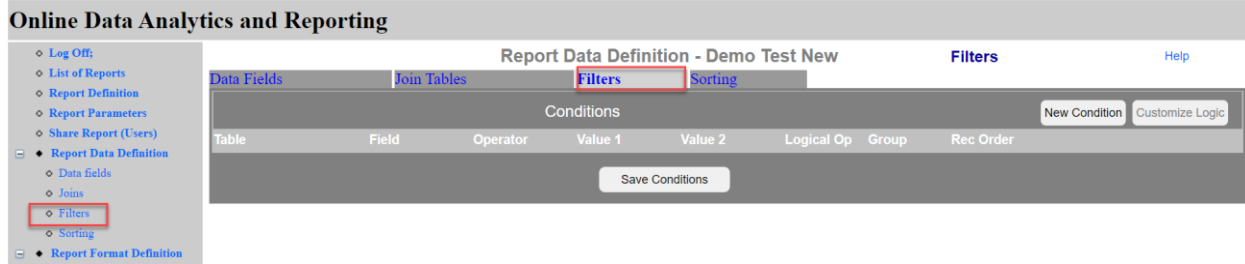 Online Data Analytics and Reporting
Log Off;
List of Reports
Report Definition
Report Parameters
Share Report (Users)
Report Data Definition
Data fields
Joins
Filters
Sorting
Report Format Definition
Report Data Definition - Demo Test New Filters Help
Data Fields Join Tables Filters Sorting
Conditions New Condition Customize Logic
Table Field Operator Value 1 Value 2 Logical Op Group Rec Order
Save Conditions